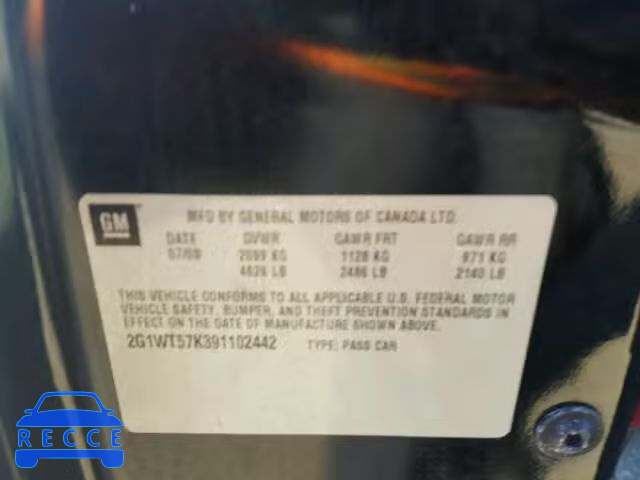 GM
MFD BY GENERAL MOTORS OF CANADA LTD.
DATE GVWR GAWR FRT GAWR RR
07/08 2099 KG 1128 KG 971 KG
4626 LB 2486 LB 2140 LB
THIS VEHICLE CONFORMS TO ALL APPLICABLE U.S. FEDERAL MOTOR
VEHICLE SAFETY, BUMPER, AND THEFT PREVENTION STANDARDS IN
EFFECT ON THE DATE OF MANUFACTURE SHOWN ABOVE.
2G1WT57K391102442 TYPE: PASS CAR
RECCE